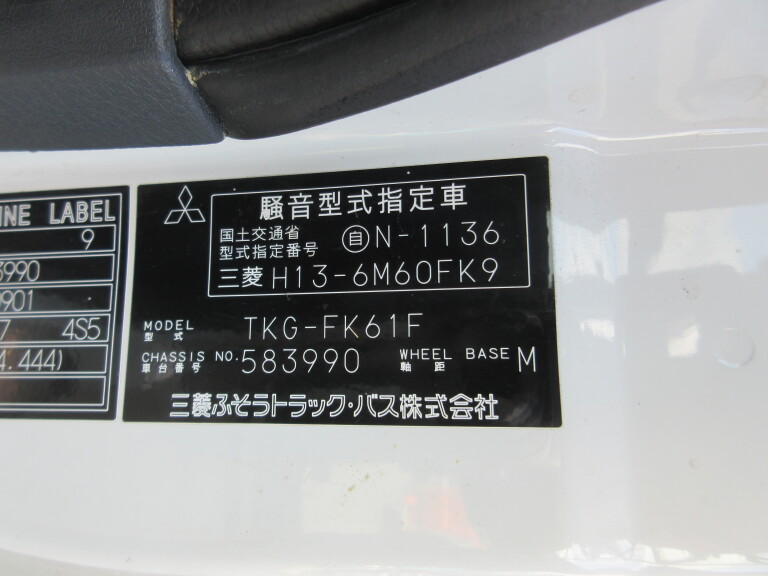 INE LABEL
9
990
901
7 4S5
4.444)
騒音型式指定車
国土交通省
型式指定番号 自N-1136
三菱 H13-6M60FK9
MODEL
型式 TKG-FK61F
CHASSIS NO. 583990 WHEEL BASE M
車台番号 軸距
三菱ふそうトラック・バス株式会社